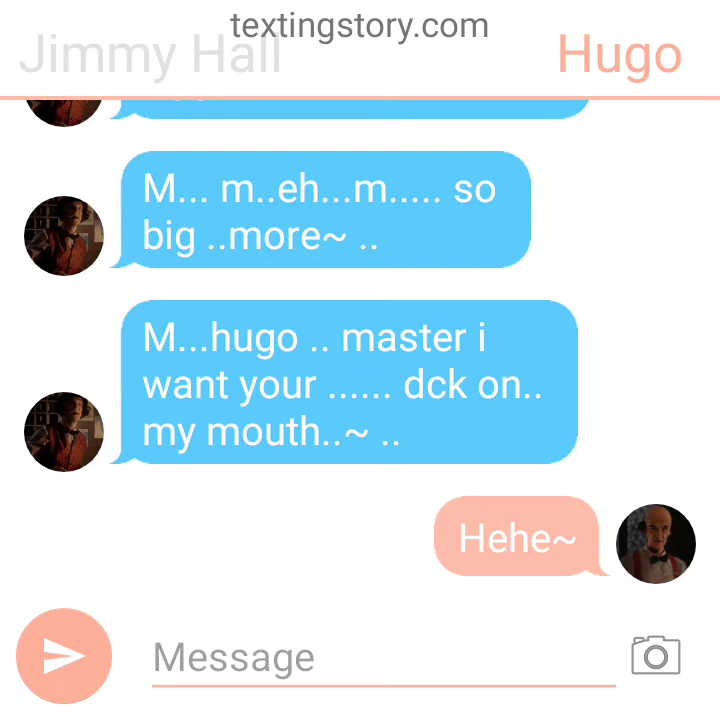 textingstory.com
Jimmy Hall
Hugo
M... m..eh...m..... so
big ..more~ ..
M...hugo .. master i
want your ...... dck on..
my mouth..~ ..
Hehe~
Message